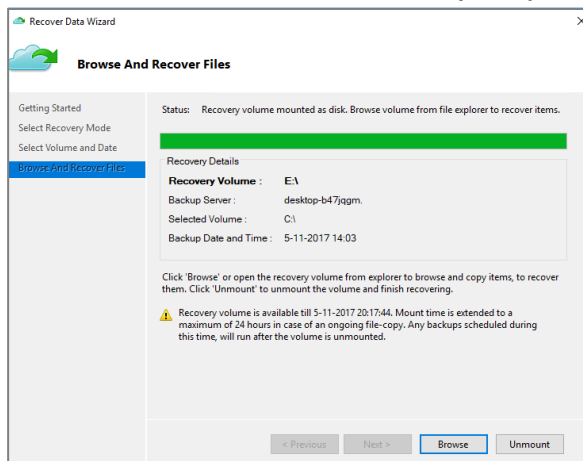 Recover Data Wizard
Browse And Recover Files
Getting Started
Select Recovery Mode
Select Volume and Date
Browse And Recover Files
Status: Recovery volume mounted as disk. Browse volume from file explorer to recover items.
Recovery Details
Recovery Volume : E:\
Backup Server : desktop-b47jqgm.
Selected Volume : C:\
Backup Date and Time : 5-11-2017 14:03
Click 'Browse' or open the recovery volume from explorer to browse and copy items, to recover
them. Click 'Unmount' to unmount the volume and finish recovering.
Recovery volume is available till 5-11-2017 20:17:44. Mount time is extended to a
maximum of 24 hours in case of an ongoing file-copy. Any backups scheduled during
this time, will run after the volume is unmounted.
< Previous Next > Browse Unmount